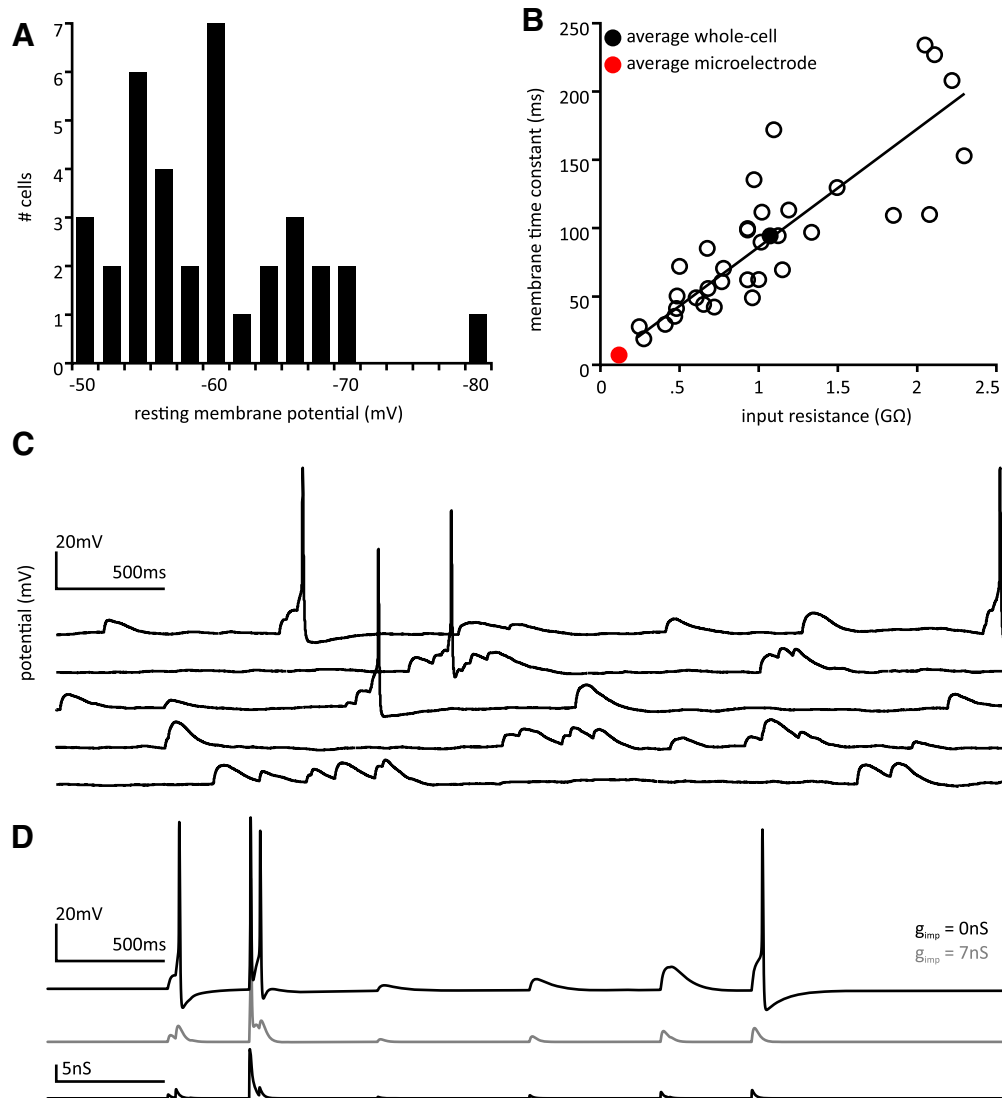 A
7
6
5
4
3
2
1
0
# cells
-50
-60
-70
-80
resting membrane potential (mV)
B
250
200
150
100
50
0
membrane time constant (ms)
average whole-cell
average microelectrode
0
.5
1
1.5
2
2.5
input resistance (GΩ)
C
20mV
500ms
potential (mV)
D
20mV
500ms
gimp = 0nS
gimp = 7nS
5nS